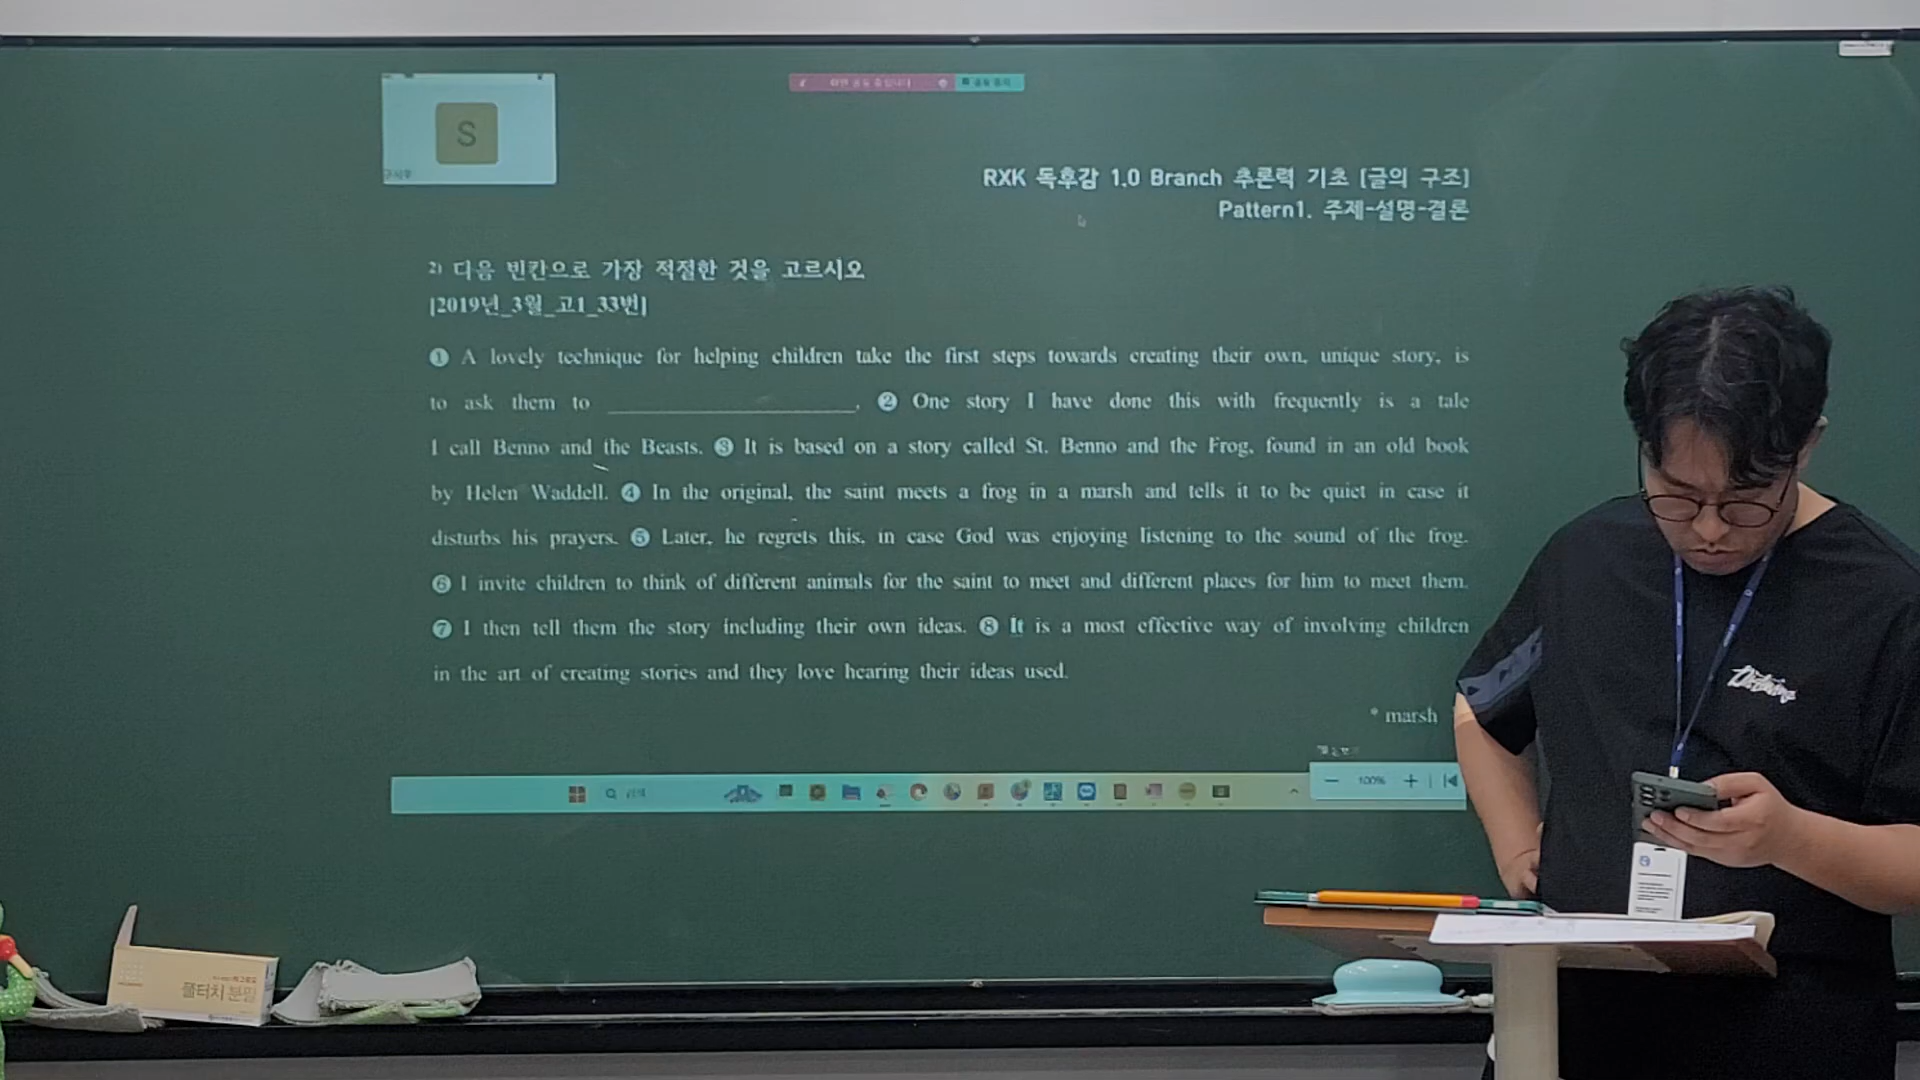 S
RXK 독후감 1.0 Branch 추론력 기초 [글의 구조]
Pattern1. 주제-설명-결론
2) 다음 빈칸으로 가장 적절한 것을 고르시오
[2019년_3월_고1_33번]
❶ A lovely technique for helping children take the first steps towards creating their own, unique story, is
to ask them to ____________________. ❷ One story I have done this with frequently is a tale
I call Benno and the Beasts. ❸ It is based on a story called St. Benno and the Frog, found in an old book
by Helen Waddell. ❹ In the original, the saint meets a frog in a marsh and tells it to be quiet in case it
disturbs his prayers. ❺ Later, he regrets this, in case God was enjoying listening to the sound of the frog.
❻ I invite children to think of different animals for the saint to meet and different places for him to meet them.
❼ I then tell them the story including their own ideas. ❽ It is a most effective way of involving children
in the art of creating stories and they love hearing their ideas used.
* marsh
검색
100%
풀터치 분필